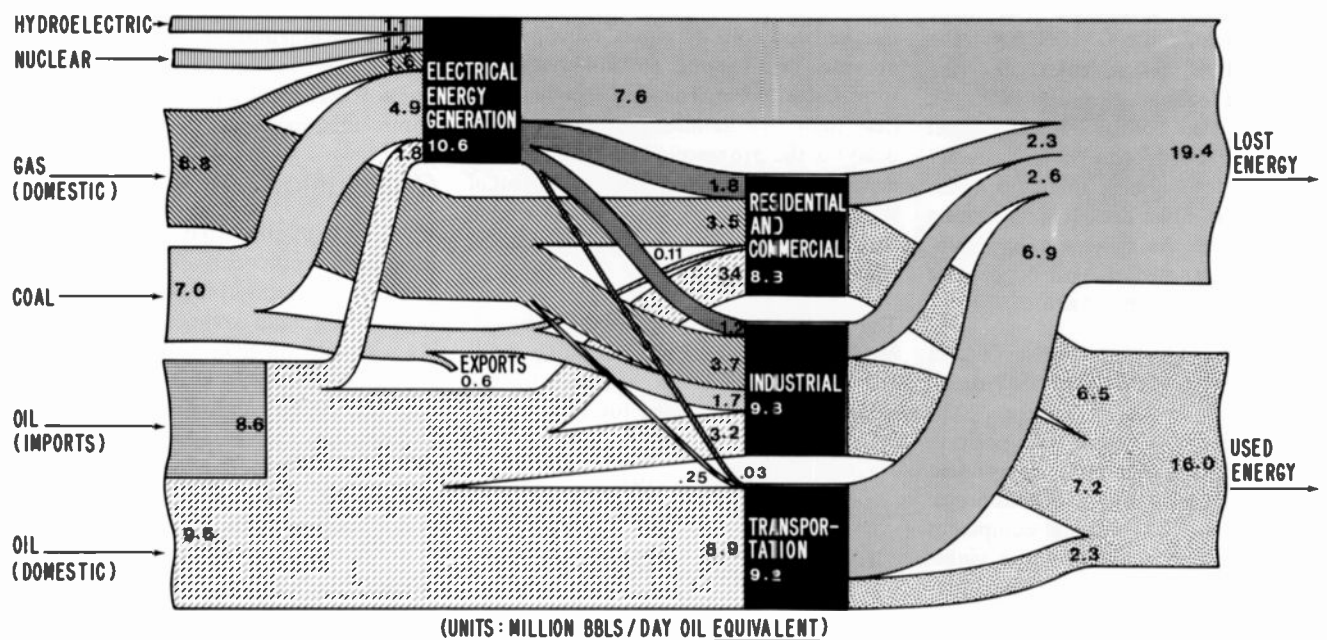 HYDROELECTRIC
NUCLEAR
GAS
(DOMESTIC)
COAL
OIL
(IMPORTS)
OIL
(DOMESTIC)
1.1
1.2
1.6
4.9
1.8
8.8
7.0
8.6
9.5
ELECTRICAL
ENERGY
GENERATION
10.6
EXPORTS
0.6
7.6
1.8
3.5
0.11
3.4
1.2
3.7
1.7
3.2
.25
.03
8.9
RESIDENTIAL
AND
COMMERCIAL
8.3
INDUSTRIAL
9.3
TRANSPOR-
TATION
9.2
2.3
2.6
6.9
6.5
7.2
2.3
19.4
16.0
LOST
ENERGY
USED
ENERGY
(UNITS: MILLION BBLS/DAY OIL EQUIVALENT)